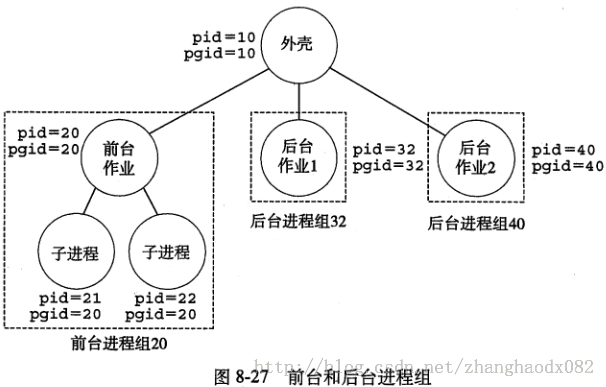 pid=10
pgid=10
外壳
pid=20
pgid=20
前台
作业
后台
作业1
pid=32
pgid=32
后台
作业2
pid=40
pgid=40
后台进程组32
后台进程组40
子进程
子进程
pid=21
pgid=20
pid=22
pgid=20
前台进程组20
图 8-27 前台和后台进程组
http://blog.csdn.net/zhanghaodx082